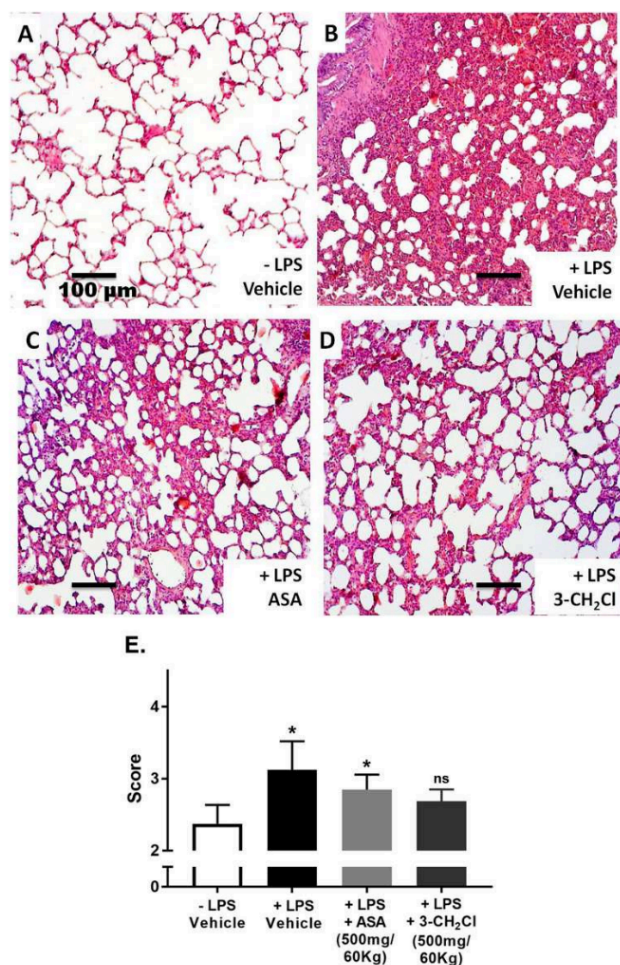 A
- LPS
Vehicle
100 µm
B
+ LPS
Vehicle
C
+ LPS
ASA
D
+ LPS
3-CH₂Cl
E.
Score
4
3
2
0
*
*
ns
- LPS
Vehicle
+ LPS
Vehicle
+ LPS
+ ASA
(500mg/
60Kg)
+ LPS
+ 3-CH₂Cl
(500mg/
60Kg)